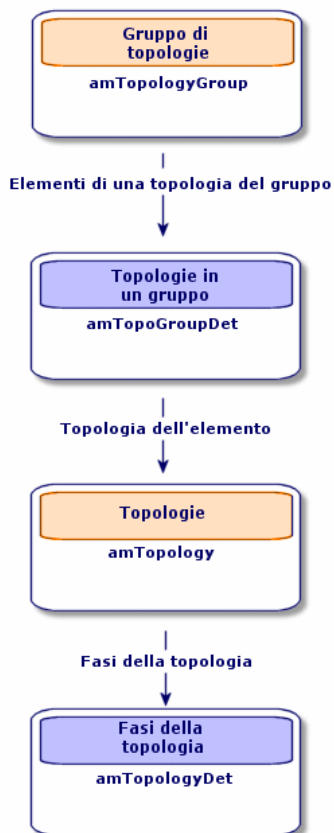 Gruppo di
topologie
amTopologyGroup
Elementi di una topologia del gruppo
Topologie in
un gruppo
amTopoGroupDet
Topologia dell'elemento
Topologie
amTopology
Fasi della topologia
Fasi della
topologia
amTopologyDet